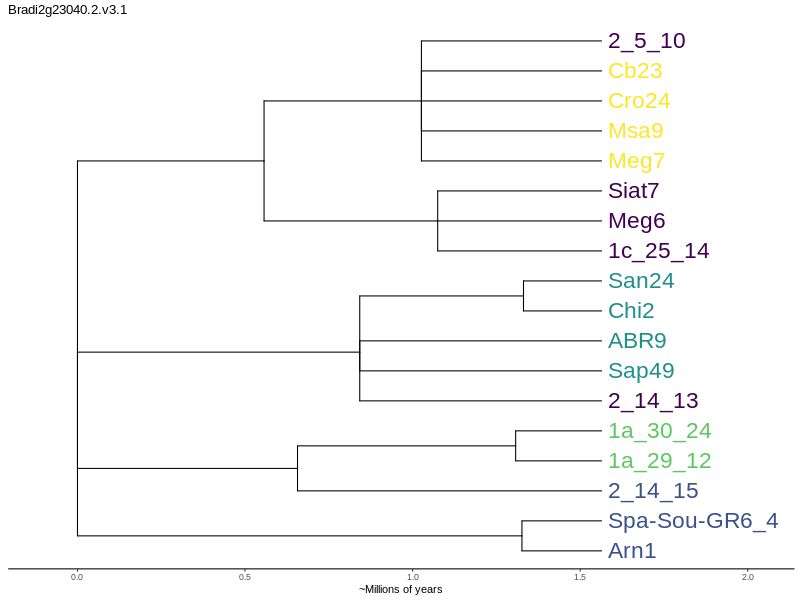 Bradi2g23040.2.v3.1
2_5_10
Cb23
Cro24
Msa9
Meg7
Siat7
Meg6
1c_25_14
San24
Chi2
ABR9
Sap49
2_14_13
1a_30_24
1a_29_12
2_14_15
Spa-Sou-GR6_4
Arn1
0.0 0.5 1.0 1.5 2.0
~Millions of years